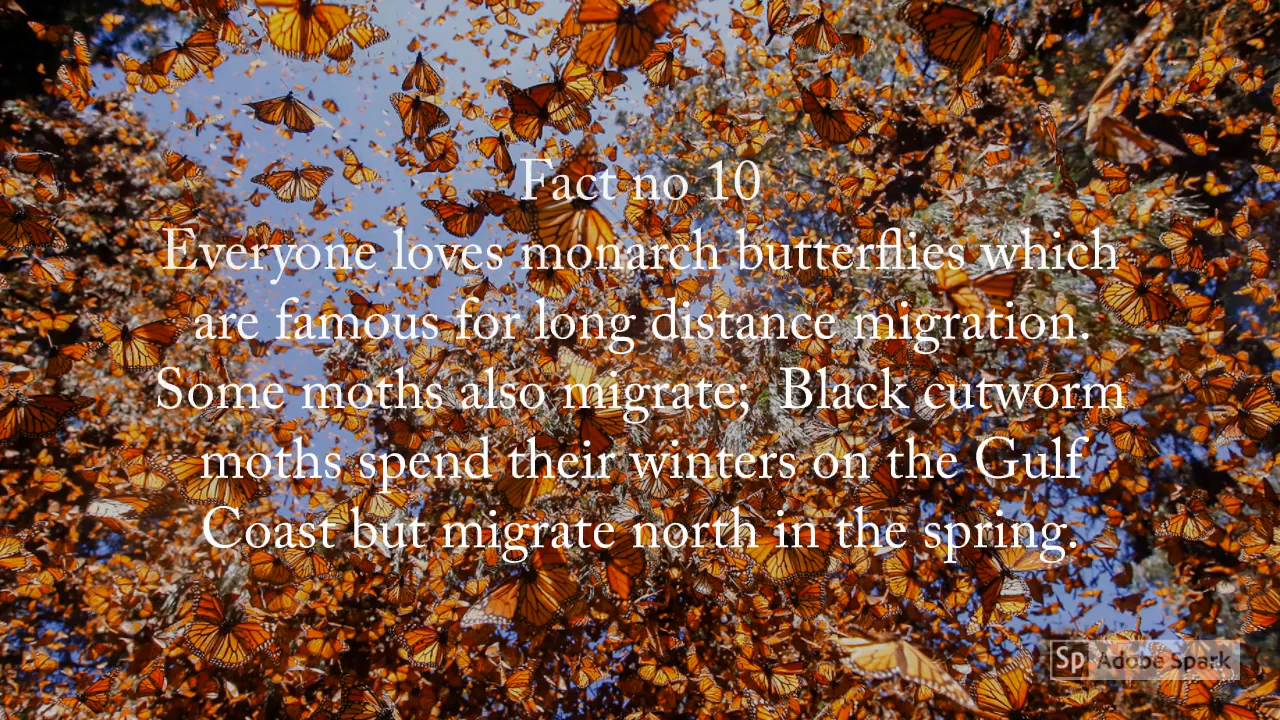 Fact no 10
Everyone loves monarch butterflies which
are famous for long distance migration.
Some moths also migrate;  Black cutworm
moths spend their winters on the Gulf
Coast but migrate north in the spring.
Sp Adobe Spark